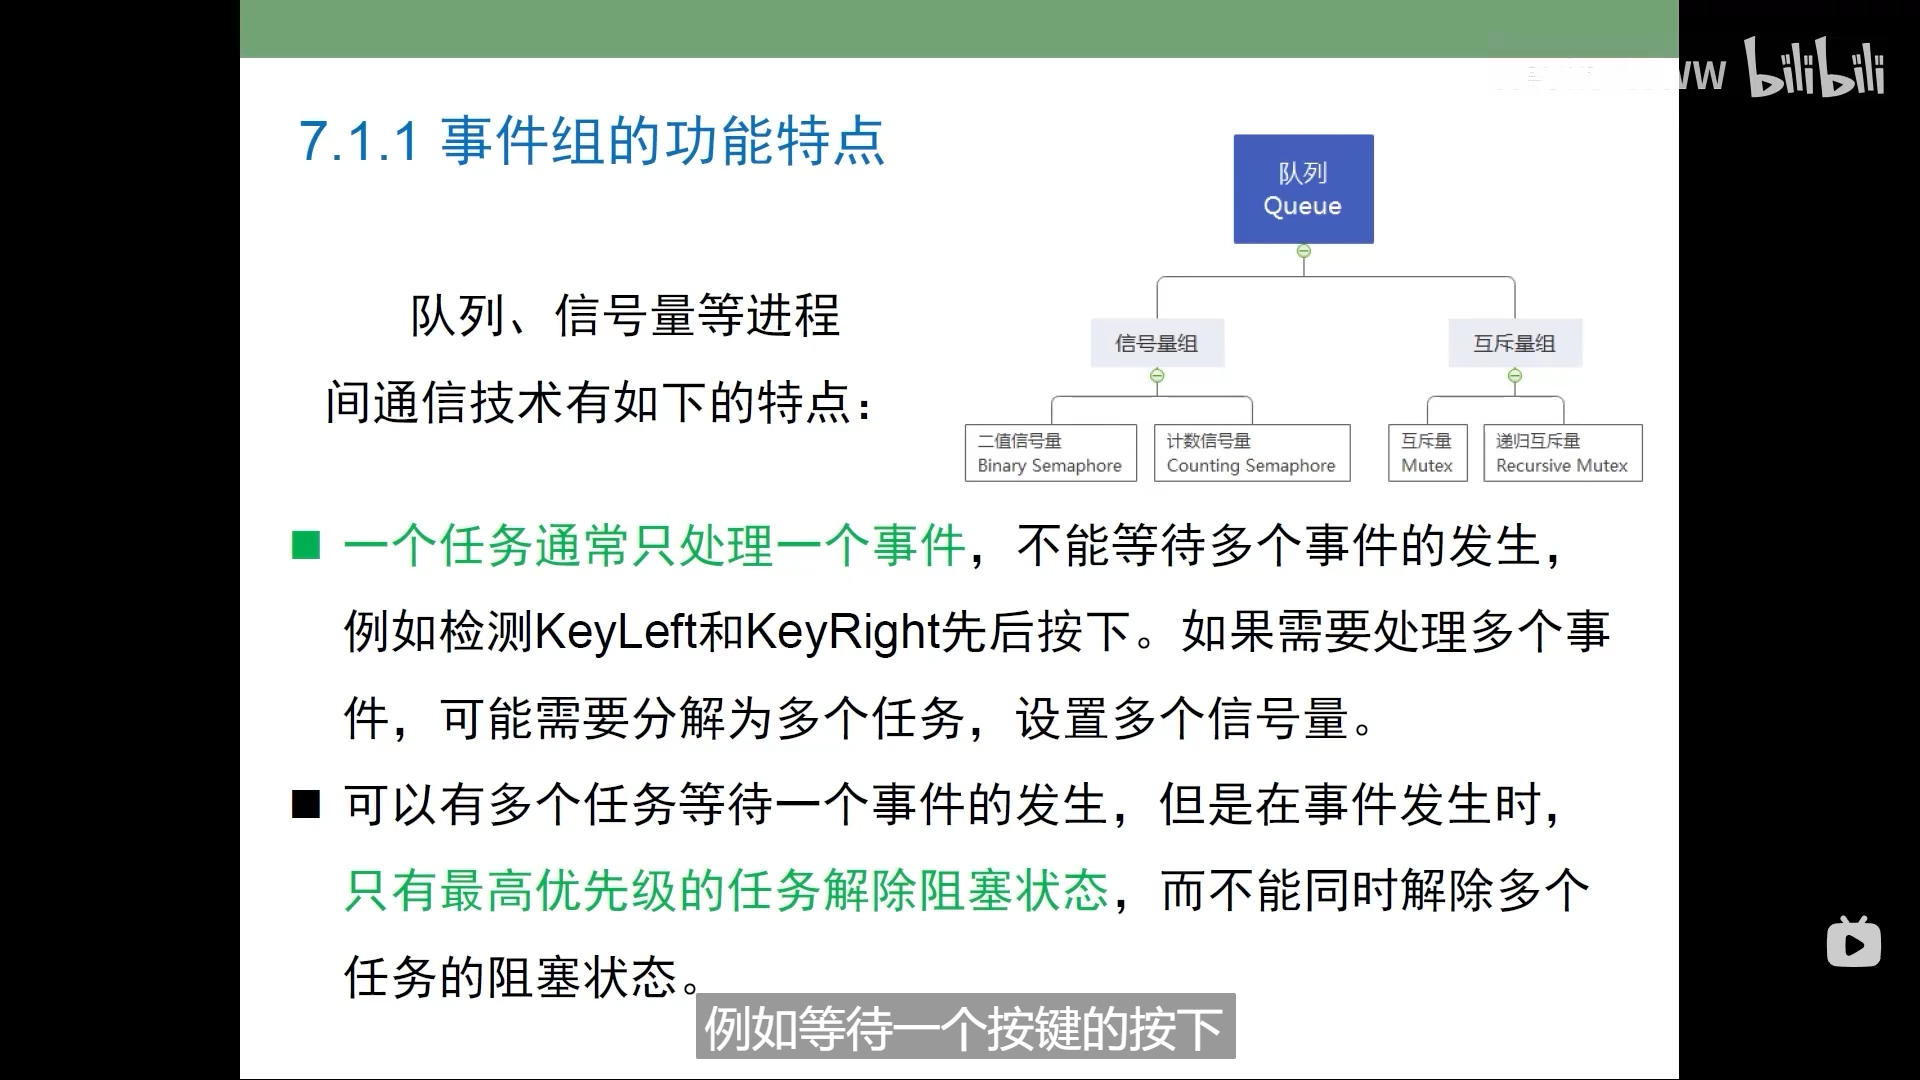 bilibili
7.1.1 事件组的功能特点
队列
Queue
信号量组
互斥量组
二值信号量
Binary Semaphore
计数信号量
Counting Semaphore
互斥量
Mutex
递归互斥量
Recursive Mutex
队列、信号量等进程
间通信技术有如下的特点：
一个任务通常只处理一个事件，不能等待多个事件的发生，
例如检测KeyLeft和KeyRight先后按下。如果需要处理多个事
件，可能需要分解为多个任务，设置多个信号量。
可以有多个任务等待一个事件的发生，但是在事件发生时，
只有最高优先级的任务解除阻塞状态，而不能同时解除多个
任务的阻塞状态。
例如等待一个按键的按下